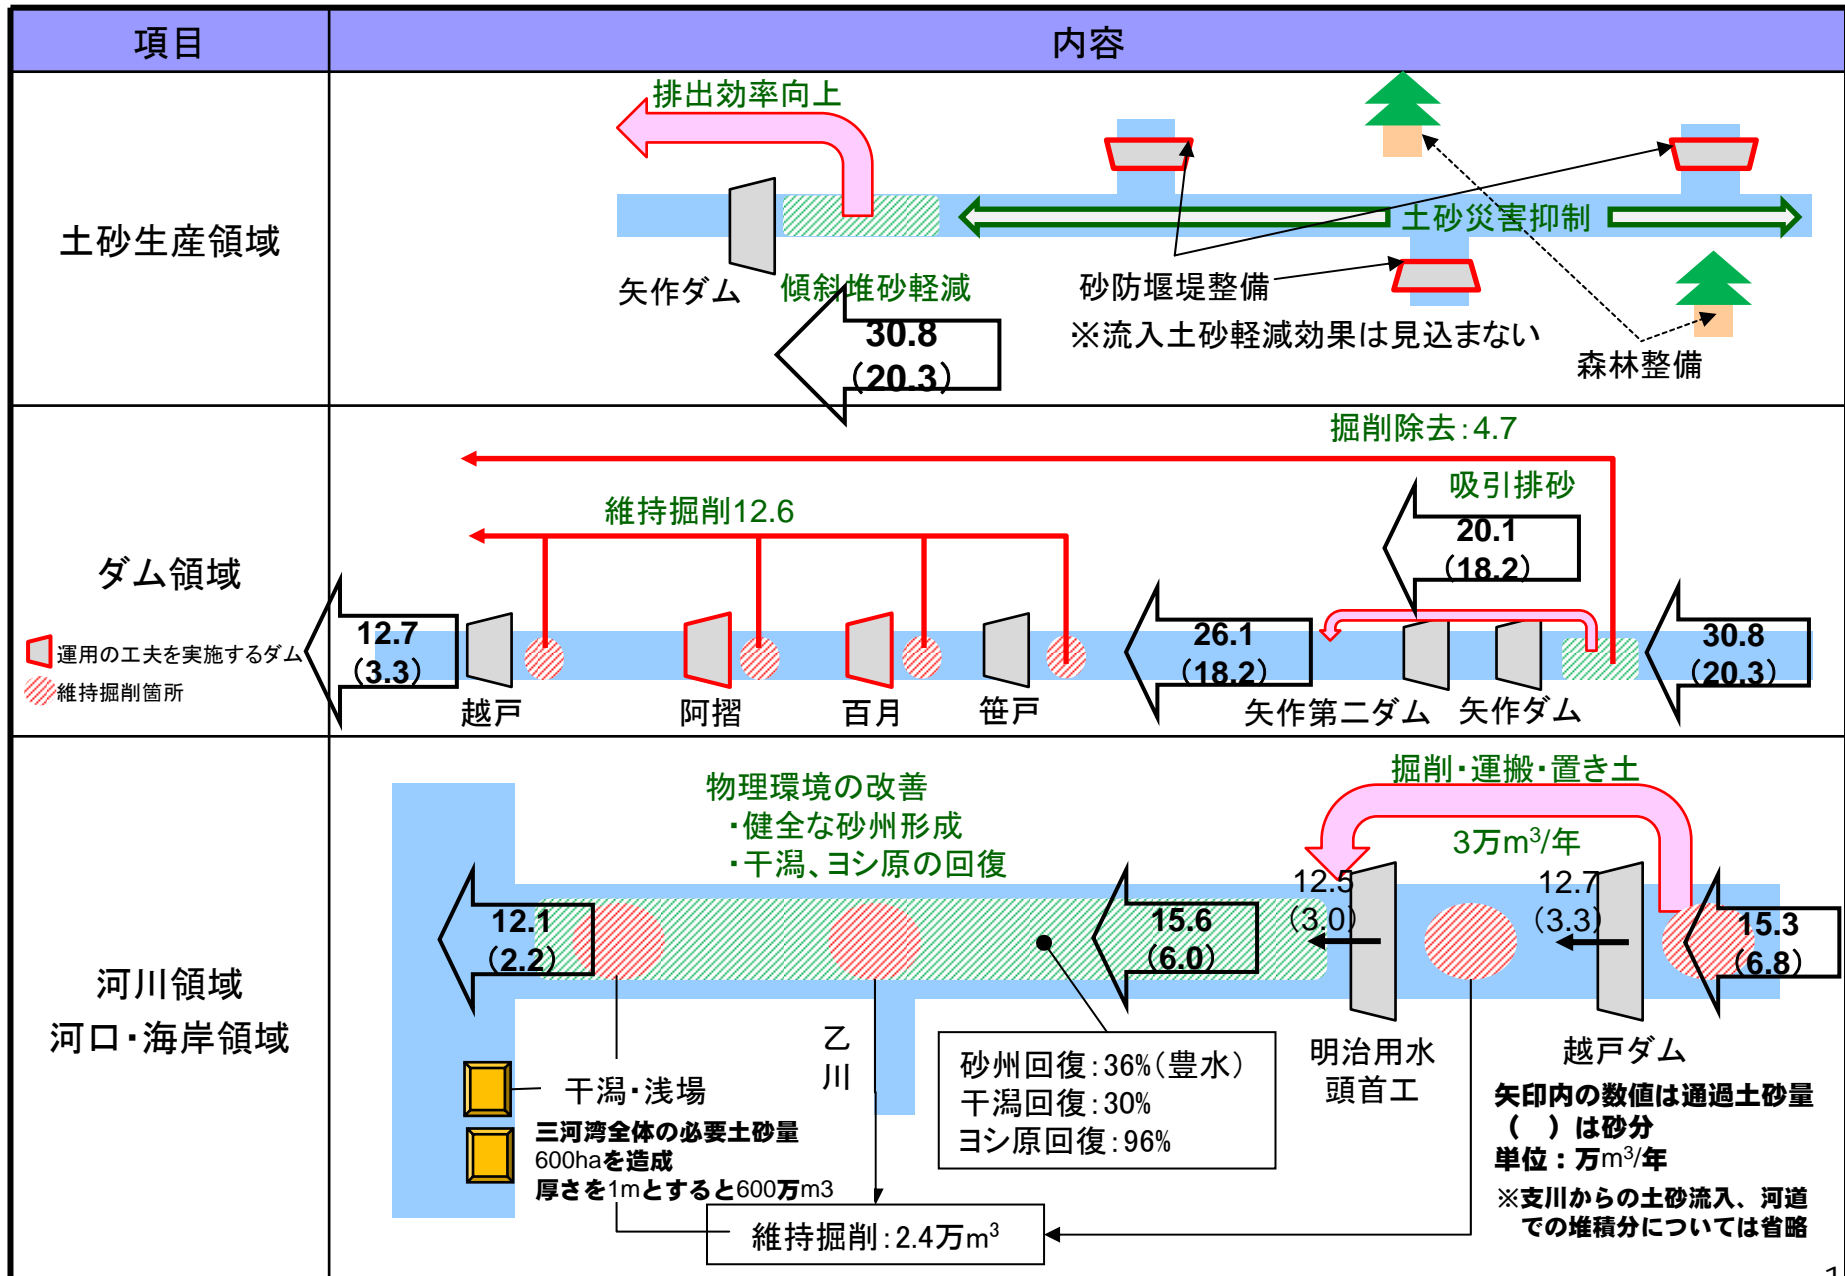 項目
内容
土砂生産領域
排出効率向上
土砂災害抑制
矢作ダム
傾斜堆砂軽減
砂防堰堤整備
※流入土砂軽減効果は見込まない
森林整備
30.8
(20.3)
ダム領域
運用の工夫を実施するダム
維持掘削箇所
掘削除去：4.7
維持掘削12.6
吸引排砂
20.1
(18.2)
12.7
(3.3)
26.1
(18.2)
30.8
(20.3)
越戸
阿摺
百月
笹戸
矢作第二ダム
矢作ダム
河川領域
河口・海岸領域
物理環境の改善
・健全な砂州形成
・干潟、ヨシ原の回復
掘削・運搬・置き土
3万m³/年
12.1
(2.2)
15.6
(6.0)
12.5
(3.0)
12.7
(3.3)
15.3
(6.8)
乙川
明治用水
頭首工
越戸ダム
砂州回復：36%（豊水）
干潟回復：30%
ヨシ原回復：96%
干潟・浅場
三河湾全体の必要土砂量
600haを造成
厚さを1mとすると600万m3
維持掘削：2.4万m³
矢印内の数値は通過土砂量
（　）は砂分
単位：万m³/年
※支川からの土砂流入、河道
での堆積分については省略